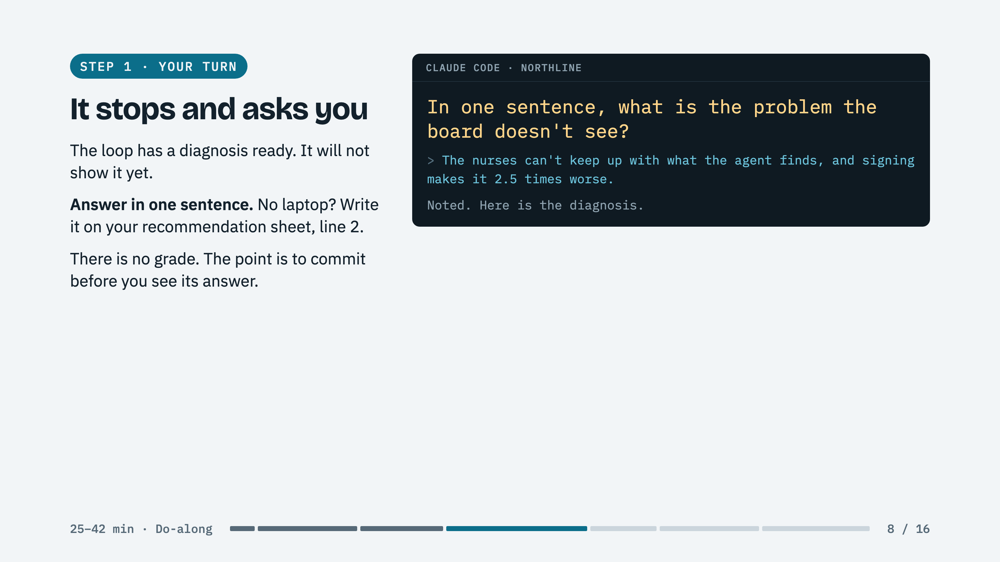 STEP 1 · YOUR TURN
It stops and asks you
The loop has a diagnosis ready. It will not
show it yet.
Answer in one sentence. No laptop? Write
it on your recommendation sheet, line 2.
There is no grade. The point is to commit
before you see its answer.
CLAUDE CODE · NORTHLINE
In one sentence, what is the problem the
board doesn't see?
> The nurses can't keep up with what the agent finds, and signing
makes it 2.5 times worse.
Noted. Here is the diagnosis.
25–42 min · Do-along
8 / 16